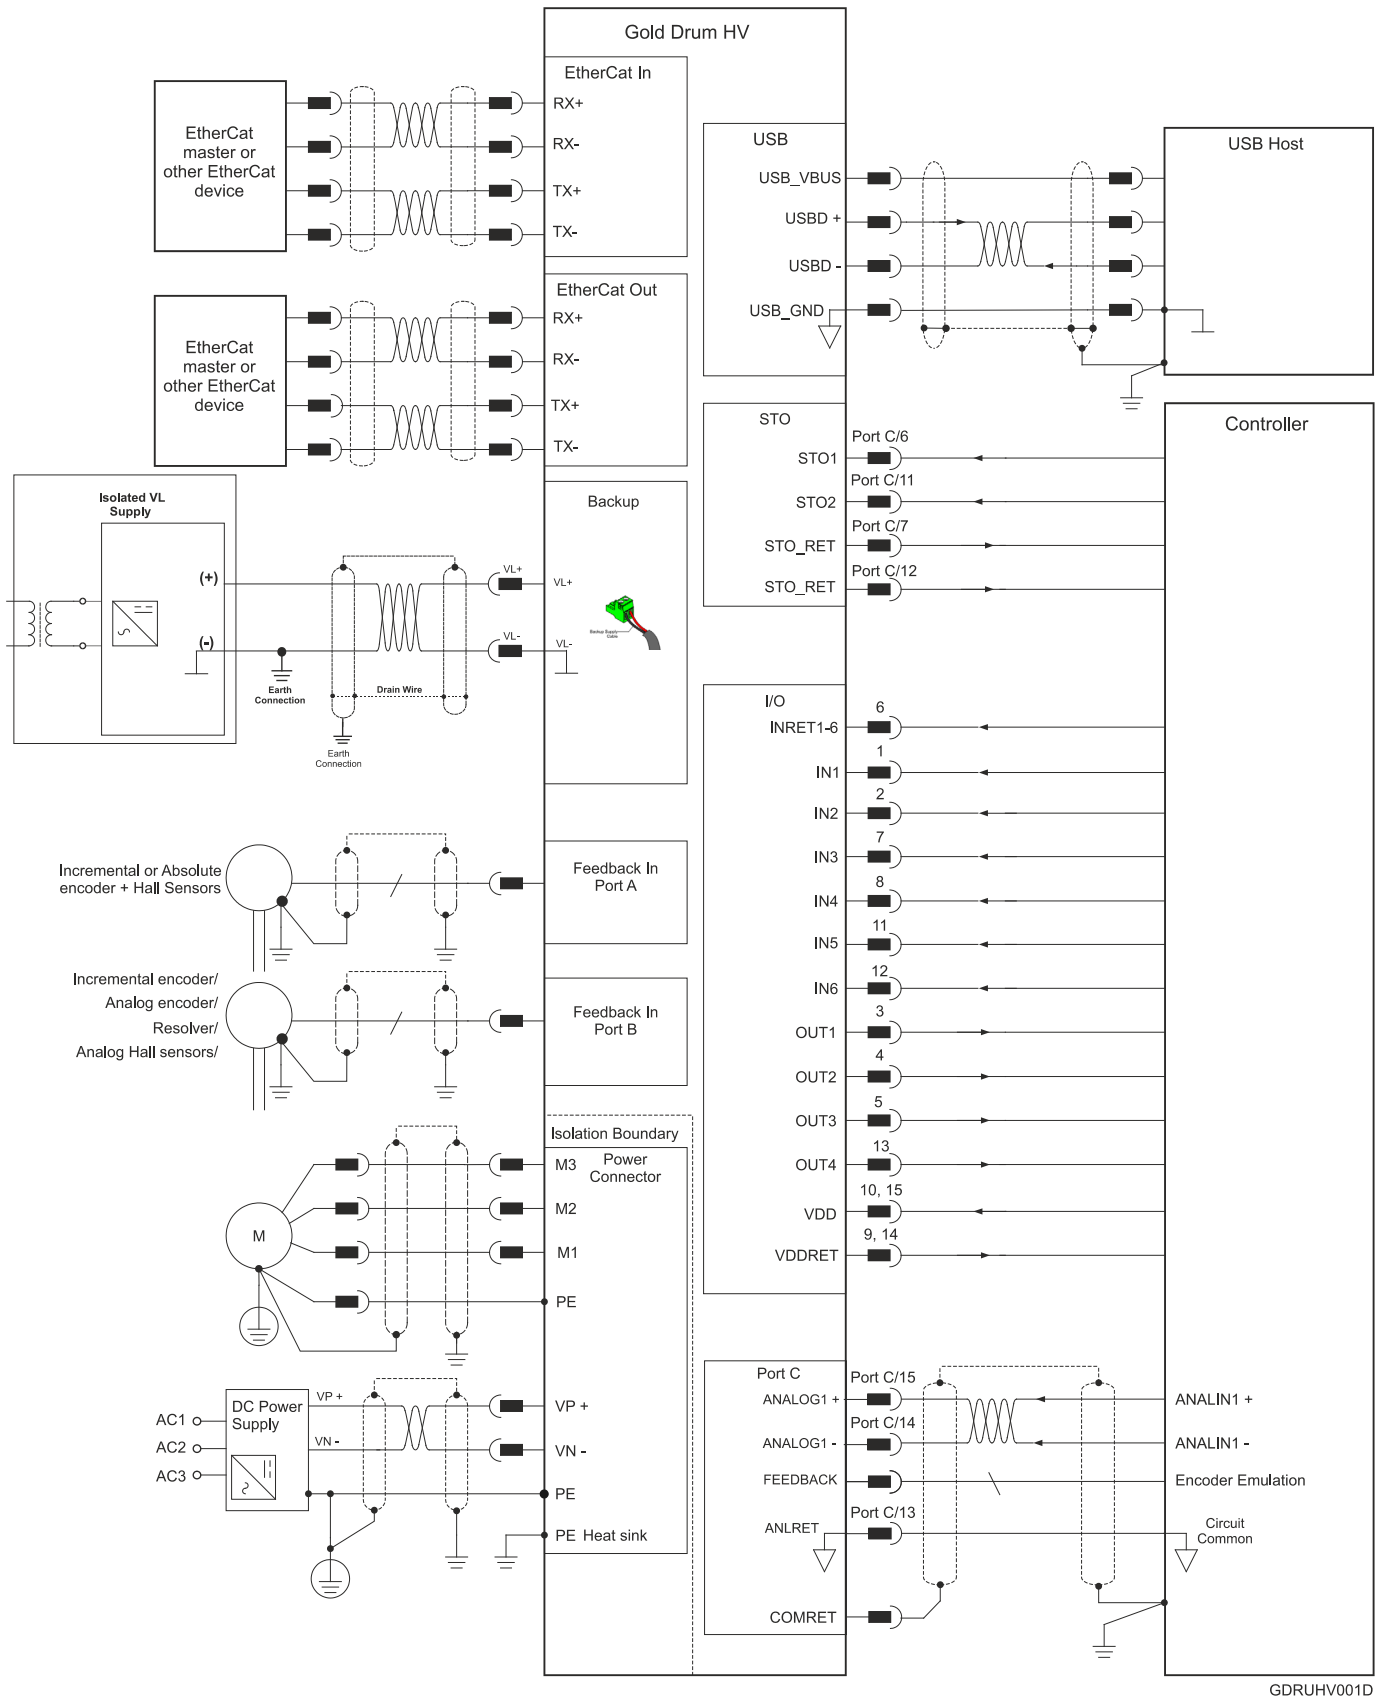 Gold Drum HV
EtherCat In
RX+
RX-
TX+
TX-
EtherCat
master or
other EtherCat
device
EtherCat Out
RX+
RX-
TX+
TX-
EtherCat
master or
other EtherCat
device
USB
USB_VBUS
USBD +
USBD -
USB_GND
USB Host
STO
STO1
STO2
STO_RET
STO_RET
Port C/6
Port C/11
Port C/7
Port C/12
Controller
Isolated VL
Supply
(+)
(-)
Earth
Connection
Drain Wire
Earth
Connection
VL+
VL-
Backup
VL+
VL-
Backup Supply
Cable
I/O
INRET1-6
6
IN1
1
IN2
2
IN3
7
IN4
8
IN5
11
IN6
12
OUT1
3
OUT2
4
OUT3
5
OUT4
13
VDD
10, 15
VDDRET
9, 14
Incremental or Absolute
encoder + Hall Sensors
Feedback In
Port A
Incremental encoder/
Analog encoder/
Resolver/
Analog Hall sensors/
Feedback In
Port B
Isolation Boundary
Power
Connector
M3
M2
M1
PE
M
AC1
AC2
AC3
DC Power
Supply
VP +
VN -
VP +
VN -
PE
PE Heat sink
Port C
ANALOG1 +
ANALOG1 -
FEEDBACK
ANLRET
COMRET
Port C/15
Port C/14
Port C/13
ANALIN1 +
ANALIN1 -
Encoder Emulation
Circuit
Common
GDRUHV001D